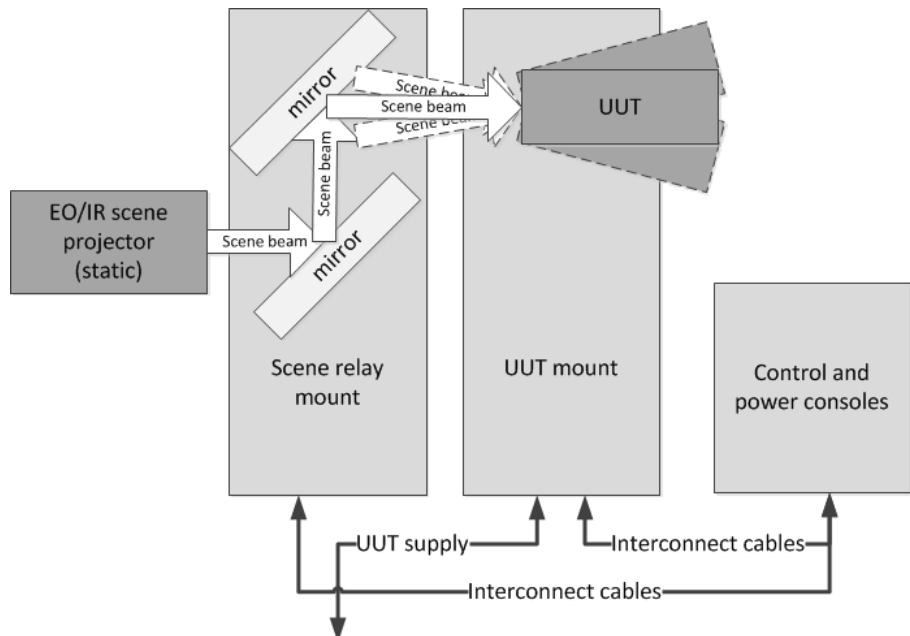 mirror
Scene beam
Scene beam
Scene beam
UUT
Scene beam
EO/IR scene
projector
(static)
Scene beam
mirror
Scene relay
mount
UUT mount
Control and
power consoles
UUT supply
Interconnect cables
Interconnect cables